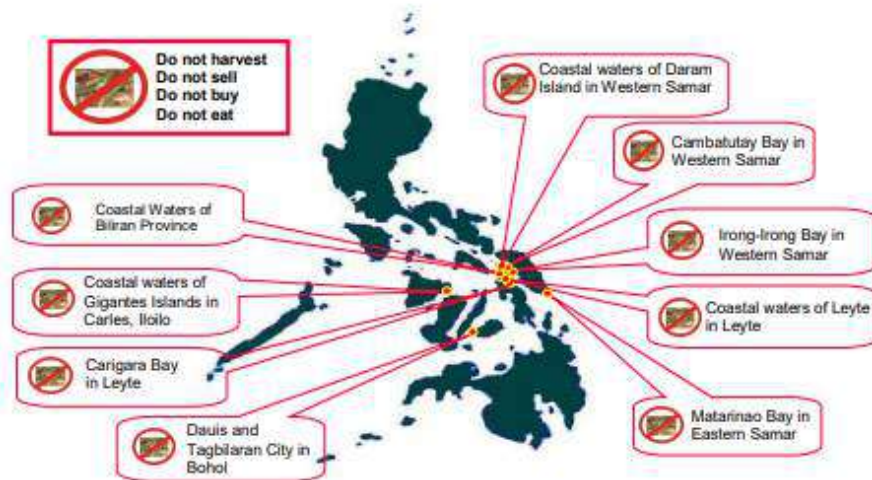 Do not harvest
Do not sell
Do not buy
Do not eat
Coastal waters of Daram
Island in Western Samar
Cambatutay Bay in
Western Samar
Coastal Waters of
Biliran Province
Irong-Irong Bay in
Western Samar
Coastal waters of
Gigantes Islands in
Carles, Iloilo
Coastal waters of Leyte
in Leyte
Carigara Bay
in Leyte
Dauis and
Tagbilaran City in
Bohol
Matarinao Bay in
Eastern Samar